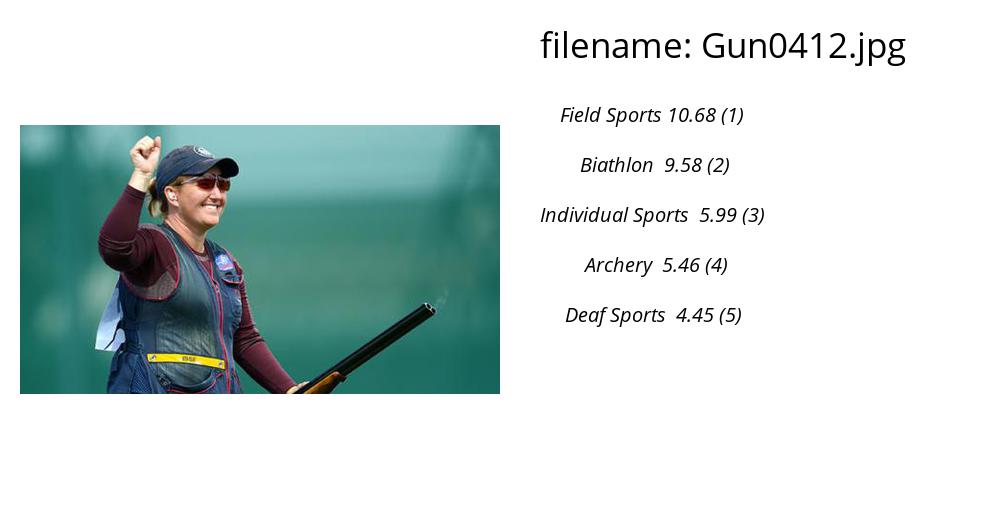 filename: Gun0412.jpg
Field Sports 10.68 (1)
Biathlon 9.58 (2)
Individual Sports 5.99 (3)
Archery 5.46 (4)
Deaf Sports 4.45 (5)